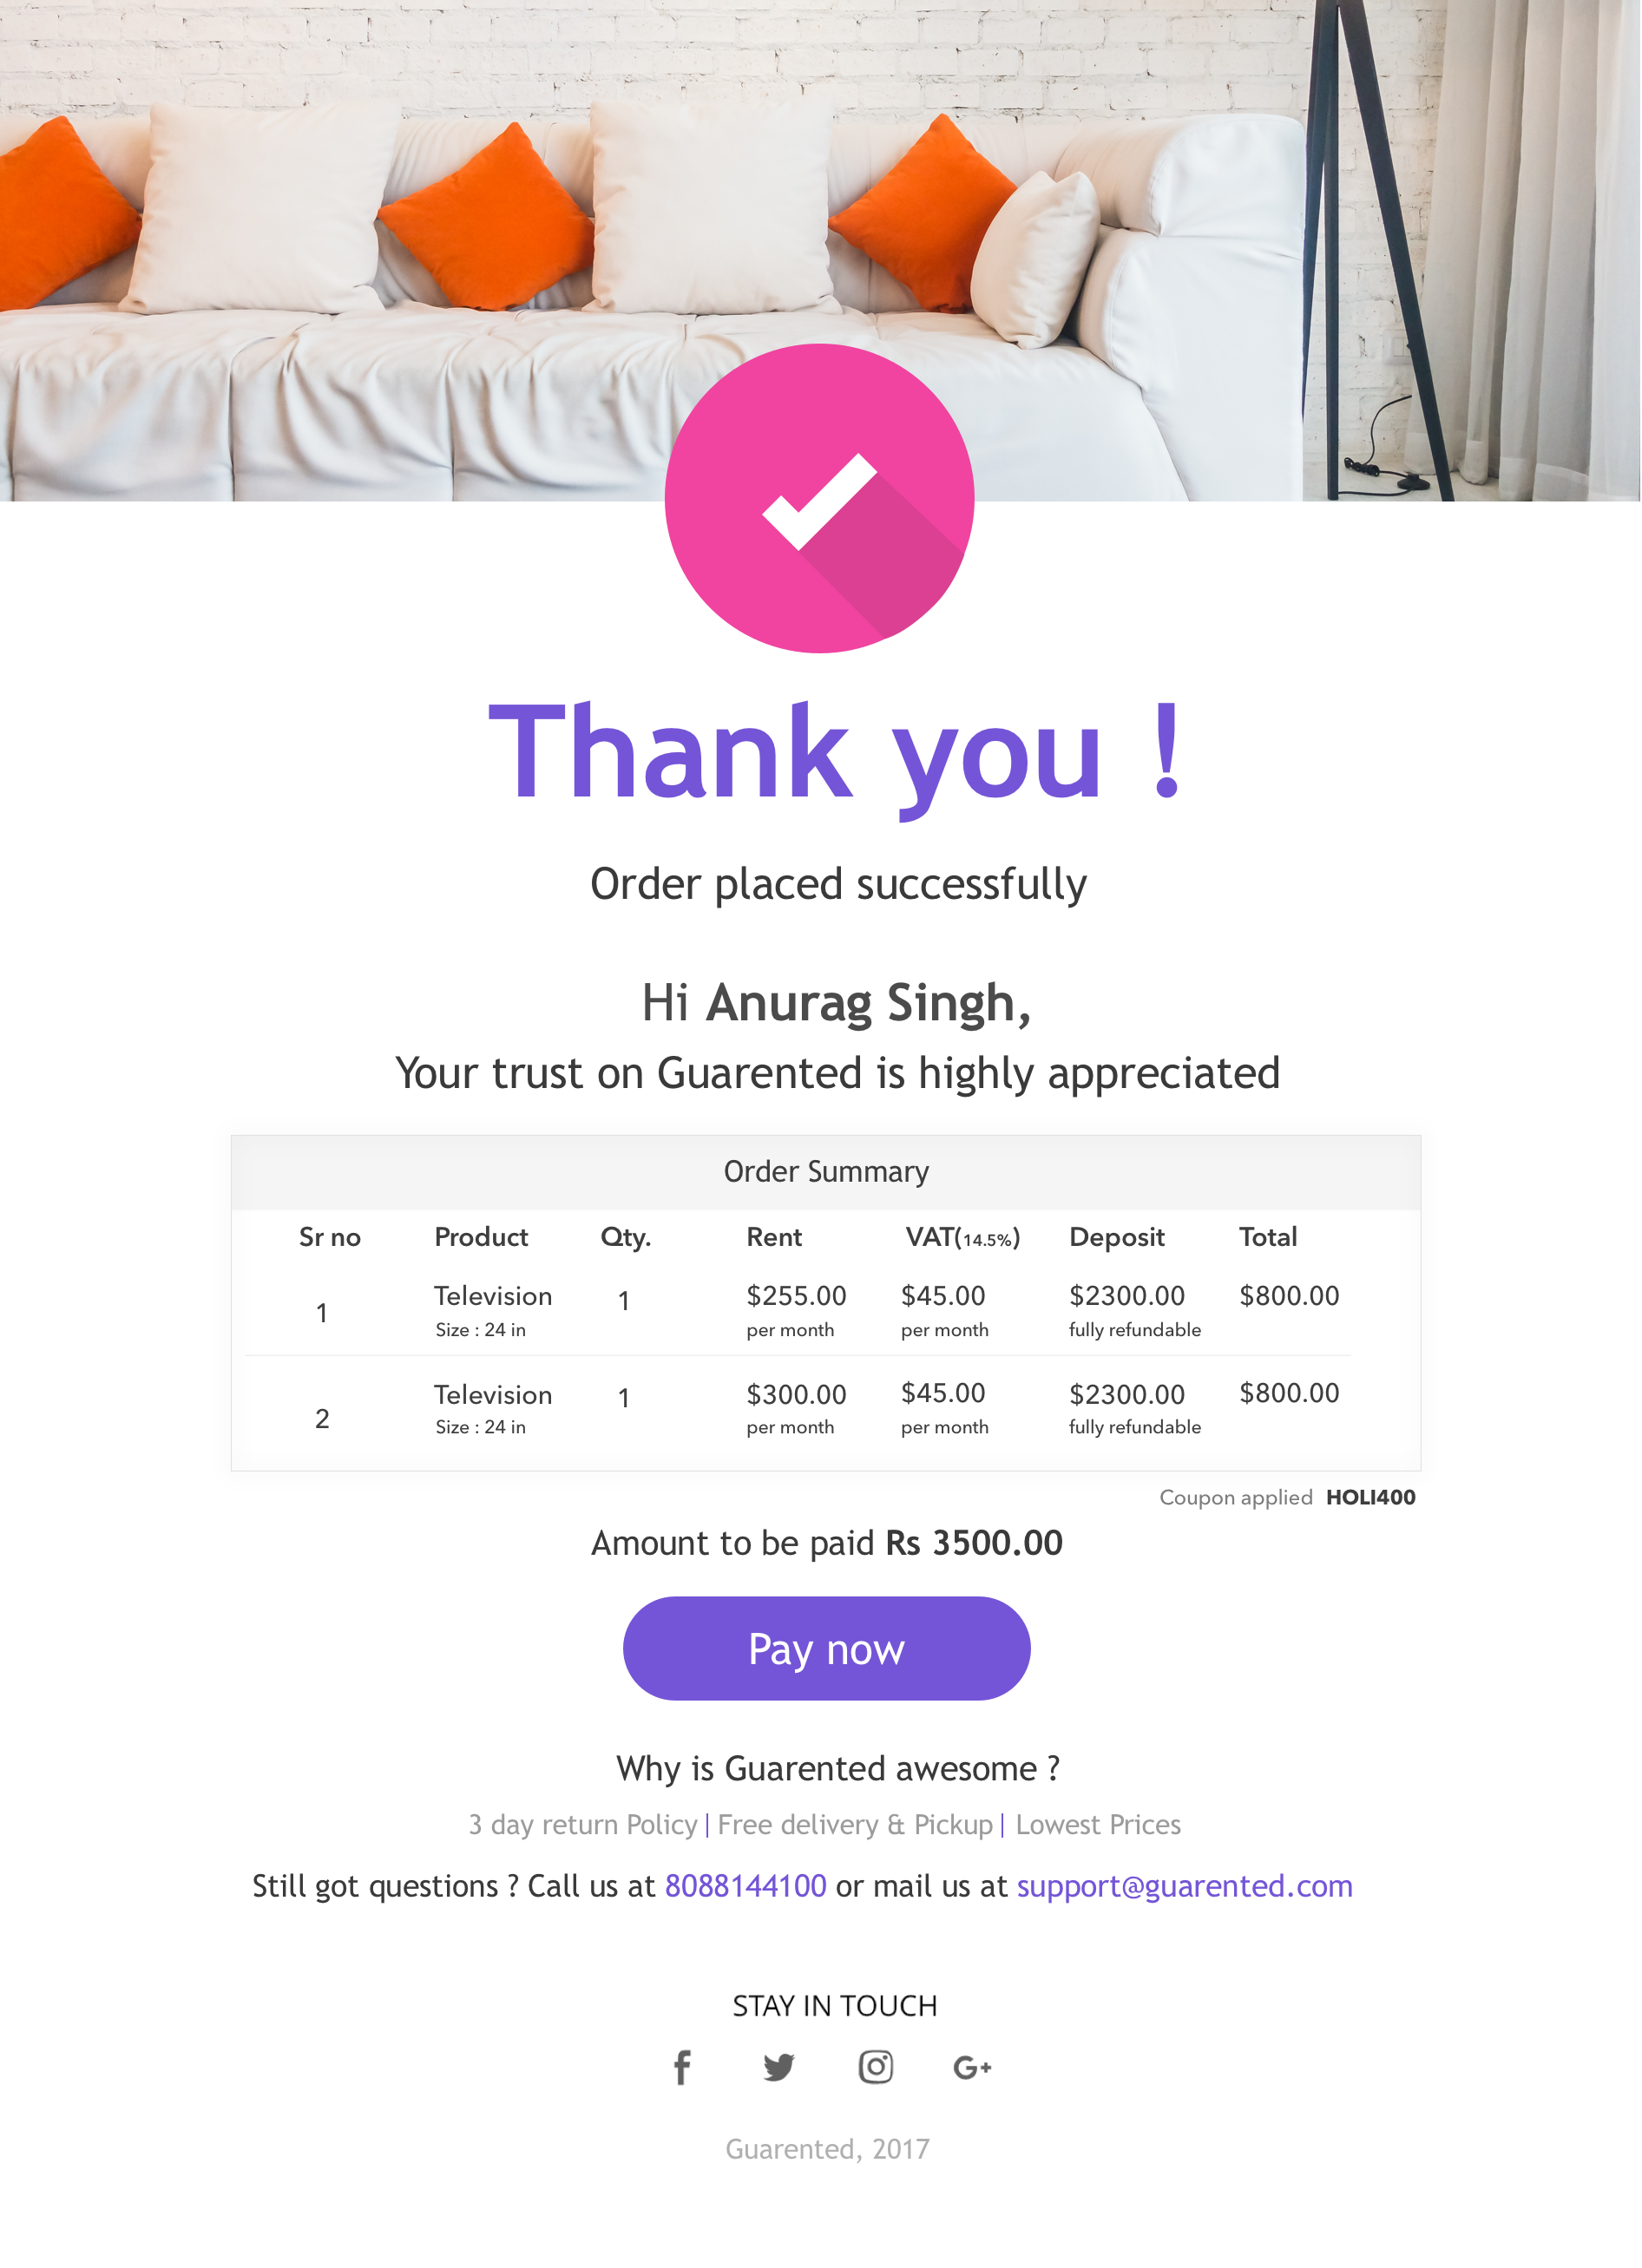 Thank you !
Order placed successfully
Hi Anurag Singh,
Your trust on Guarented is highly appreciated
Order Summary
Sr no Product Qty. Rent VAT(14.5%) Deposit Total
1 Television 1 $255.00 $45.00 $2300.00 $800.00
Size : 24 in per month per month fully refundable
2 Television 1 $300.00 $45.00 $2300.00 $800.00
Size : 24 in per month per month fully refundable
Coupon applied HOLI400
Amount to be paid Rs 3500.00
Pay now
Why is Guarented awesome ?
3 day return Policy | Free delivery & Pickup | Lowest Prices
Still got questions ? Call us at 8088144100 or mail us at support@guarented.com
STAY IN TOUCH
f G+
Guarented, 2017